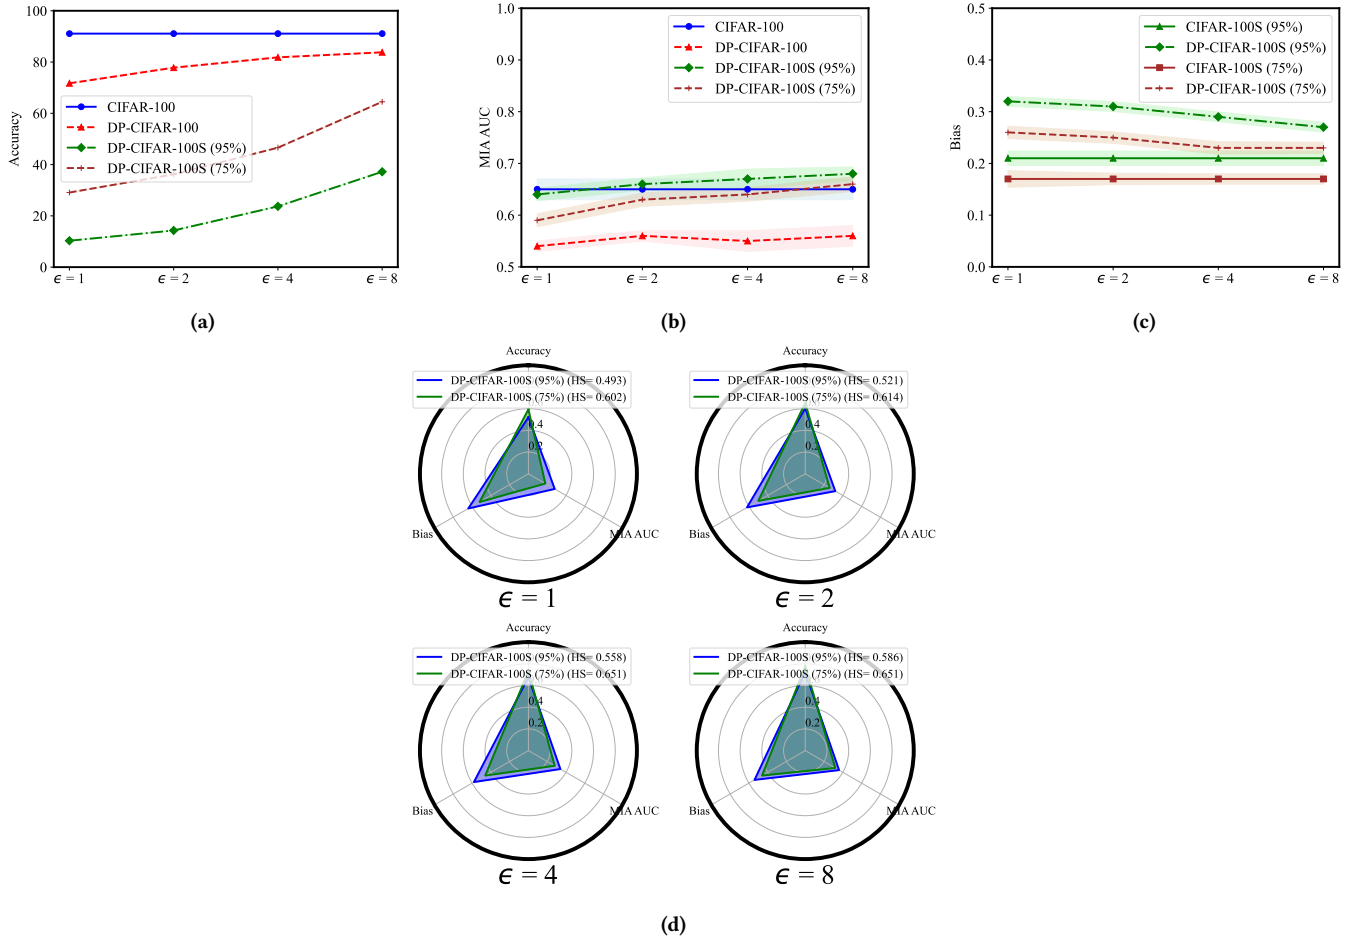 100
80
60
40
20
0
Accuracy
CIFAR-100
DP-CIFAR-100
DP-CIFAR-100S (95%)
DP-CIFAR-100S (75%)
ϵ = 1
ϵ = 2
ϵ = 4
ϵ = 8
(a)
1.0
0.9
0.8
0.7
0.6
0.5
MIA AUC
CIFAR-100
DP-CIFAR-100
DP-CIFAR-100S (95%)
DP-CIFAR-100S (75%)
ϵ = 1
ϵ = 2
ϵ = 4
ϵ = 8
(b)
0.5
0.4
0.3
0.2
0.1
0.0
Bias
CIFAR-100S (95%)
DP-CIFAR-100S (95%)
CIFAR-100S (75%)
DP-CIFAR-100S (75%)
ϵ = 1
ϵ = 2
ϵ = 4
ϵ = 8
(c)
Accuracy
DP-CIFAR-100S (95%) (HS= 0.493)
DP-CIFAR-100S (75%) (HS= 0.602)
0.4
0.2
Bias
MIA AUC
ϵ = 1
Accuracy
DP-CIFAR-100S (95%) (HS= 0.521)
DP-CIFAR-100S (75%) (HS= 0.614)
0.4
0.2
Bias
MIA AUC
ϵ = 2
Accuracy
DP-CIFAR-100S (95%) (HS= 0.558)
DP-CIFAR-100S (75%) (HS= 0.651)
0.4
0.2
Bias
MIA AUC
ϵ = 4
Accuracy
DP-CIFAR-100S (95%) (HS= 0.586)
DP-CIFAR-100S (75%) (HS= 0.651)
0.4
0.2
Bias
MIA AUC
ϵ = 8
(d)